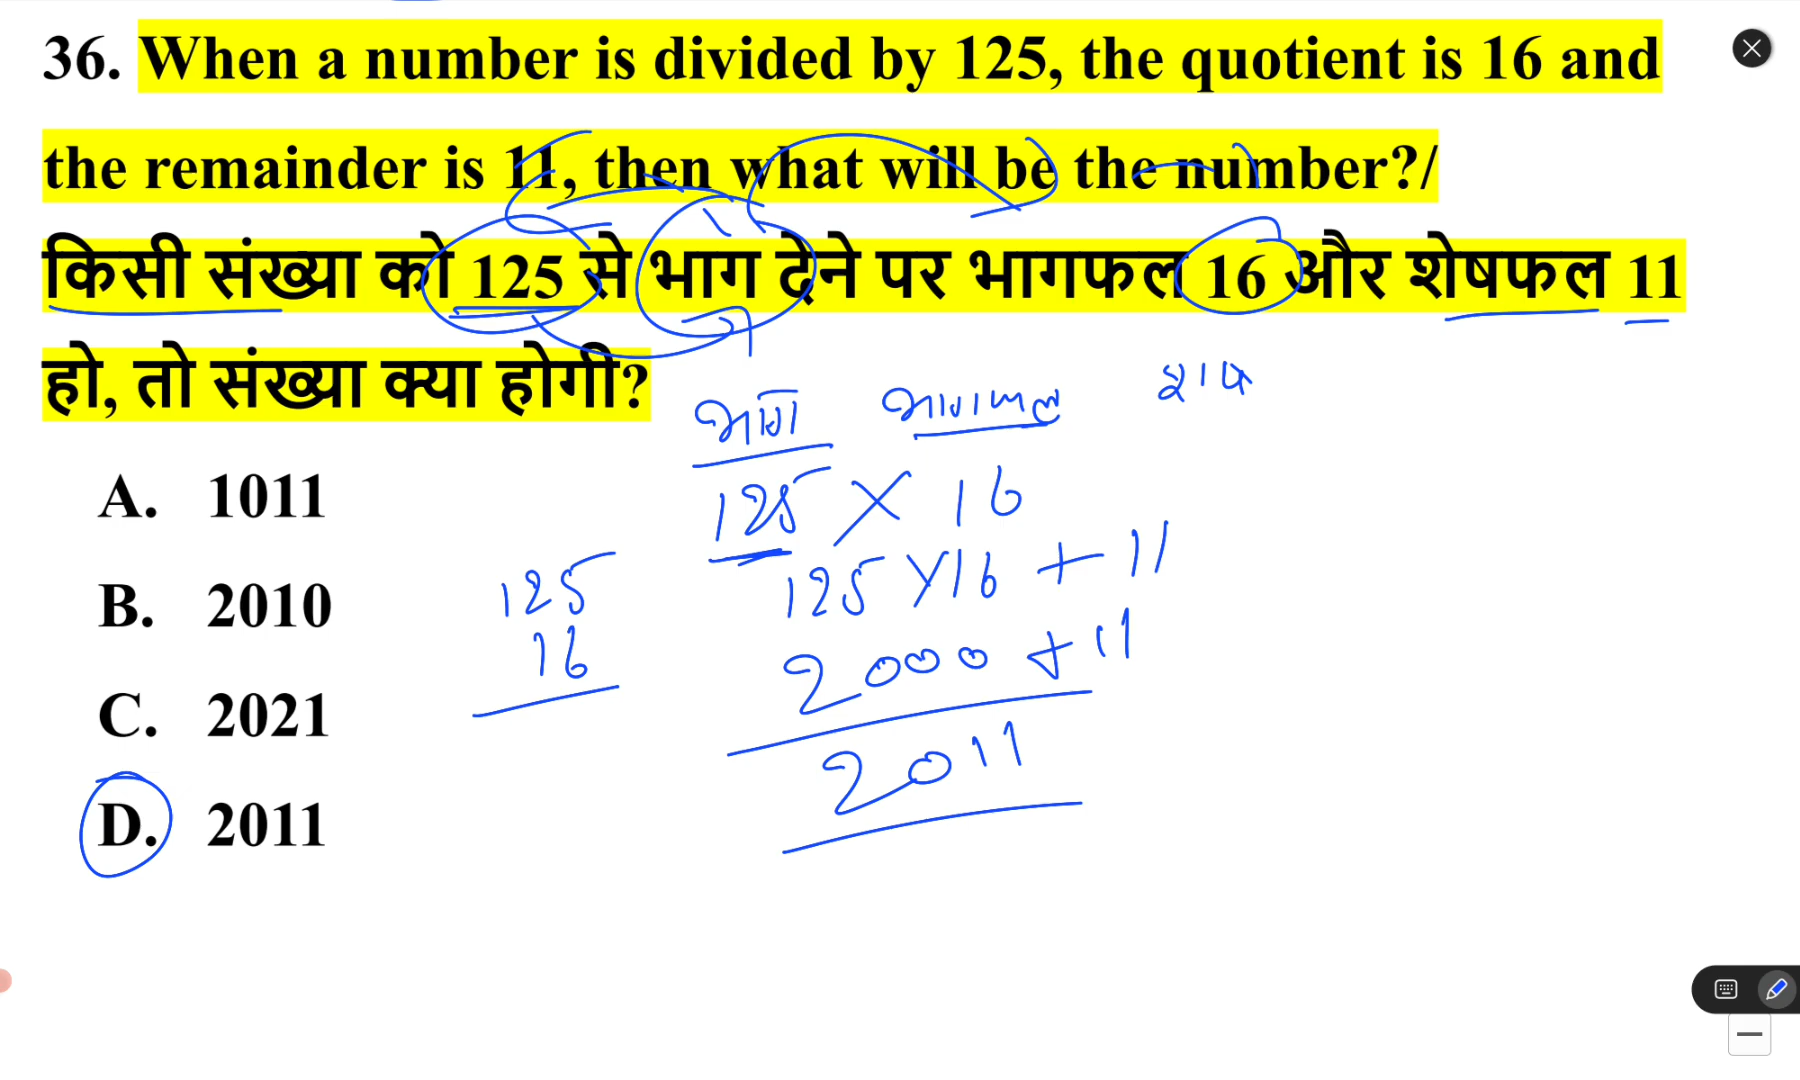 36. When a number is divided by 125, the quotient is 16 and
the remainder is 11, then what will be the number?/
किसी संख्या को 125 से भाग देने पर भागफल 16 और शेषफल 11
हो, तो संख्या क्या होगी?
भागफल
A. 1011
125 × 16
B. 2010
125
125 × 16 + 11
16
2000 + 11
C. 2021
2011
D. 2011